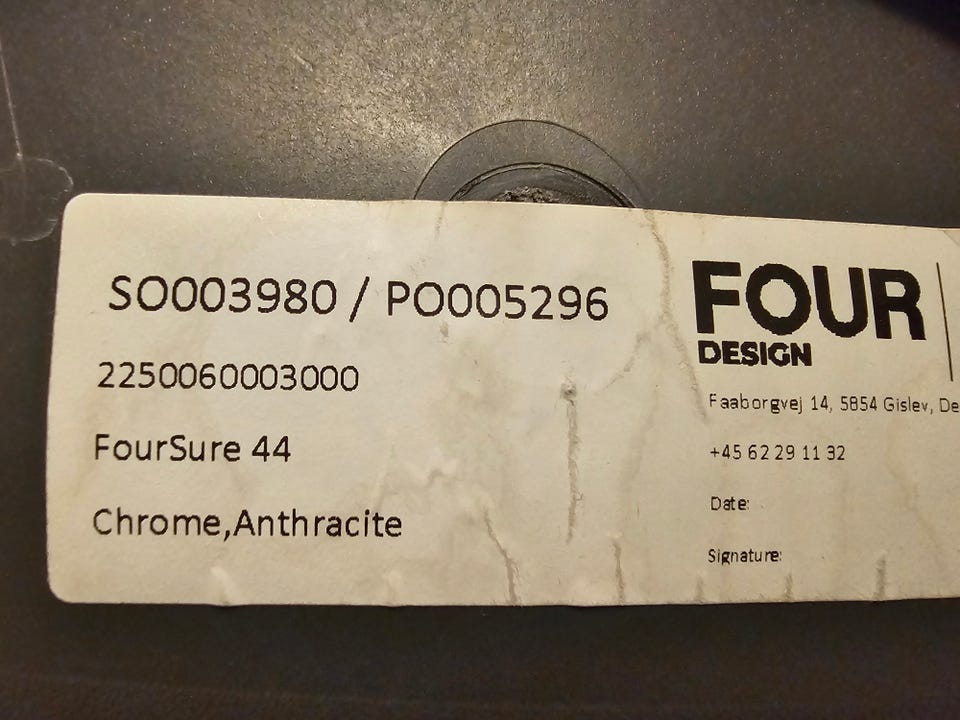 SO003980 / PO005296
2250060003000
FourSure 44
Chrome,Anthracite
FOUR
DESIGN
Faaborgvej 14, 5854 Gislev, De
+45 62 29 11 32
Date:
Signature: